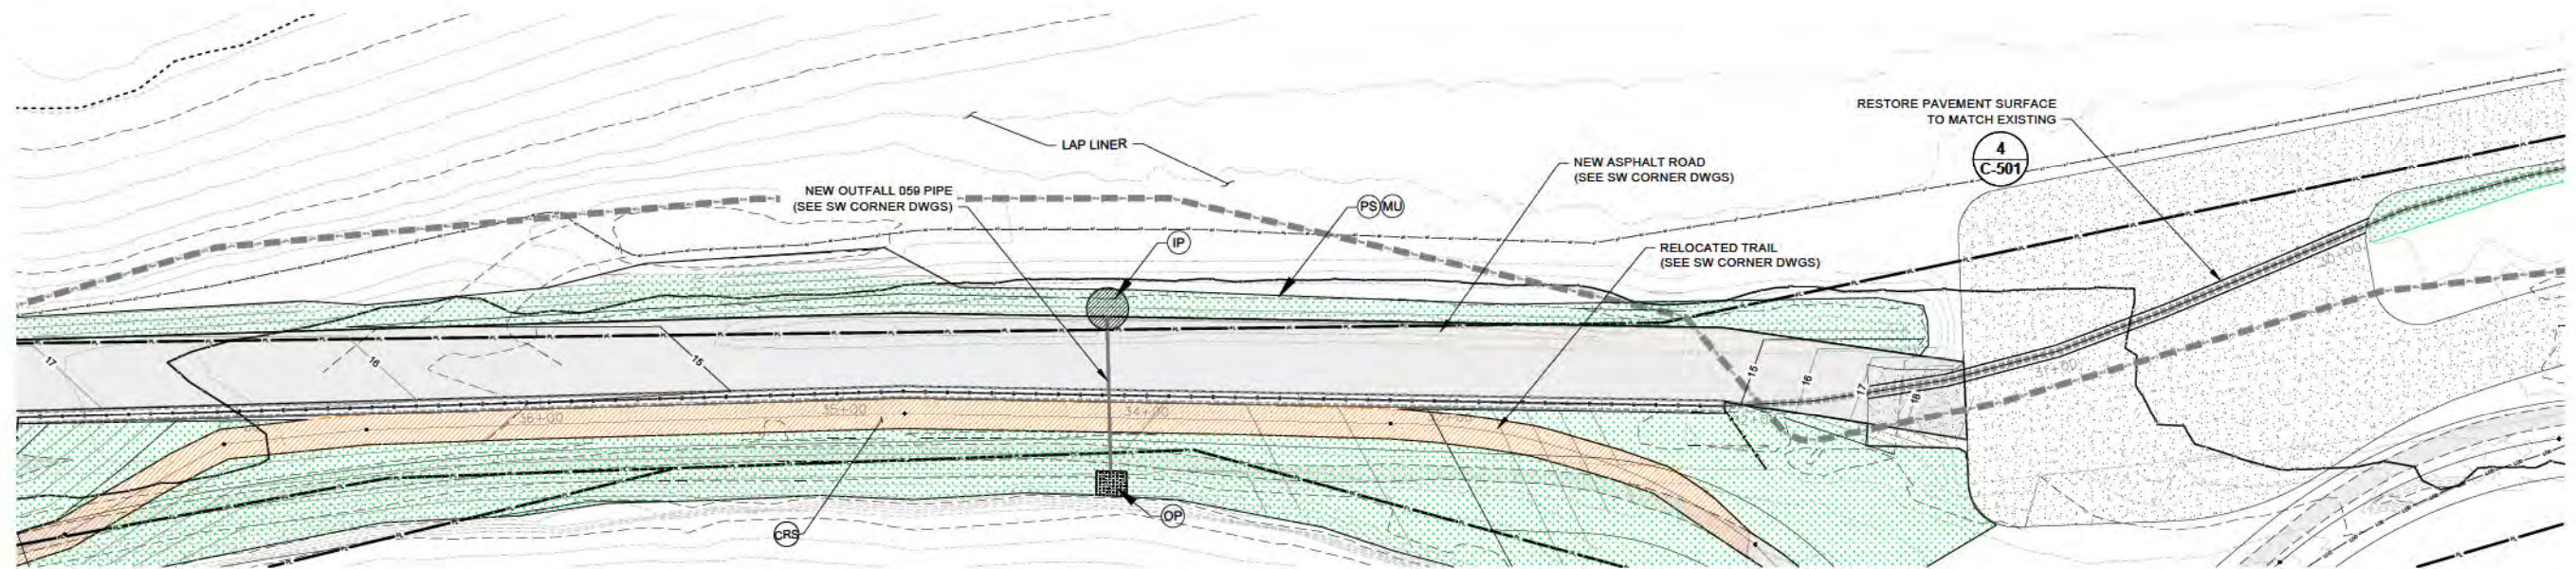 RESTORE PAVEMENT SURFACE
TO MATCH EXISTING
4
C-501
LAP LINER
NEW ASPHALT ROAD
(SEE SW CORNER DWGS)
NEW OUTFALL 059 PIPE
(SEE SW CORNER DWGS)
PS
MU
IP
RELOCATED TRAIL
(SEE SW CORNER DWGS)
30+00
17
16
15
15
16
17
18
37+00
36+00
35+00
34+00
OP
CRS